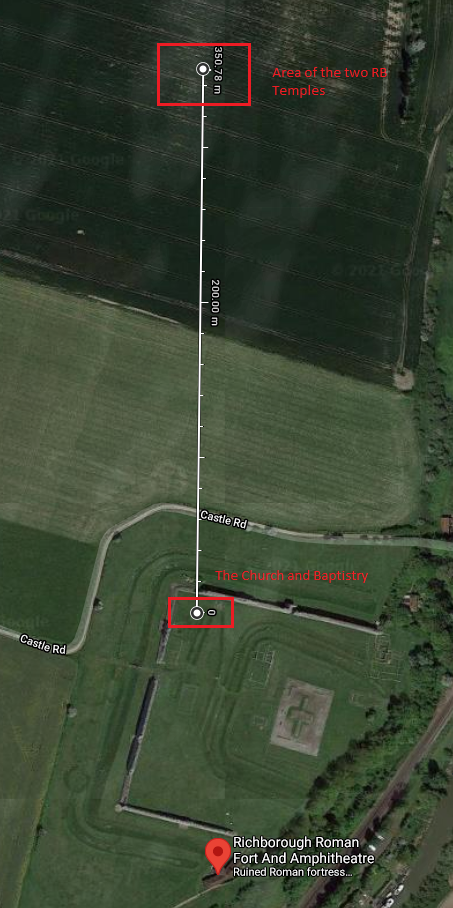 350.78 m
Area of the two RB
Temples
© 2021 Google
2021 Google
© 2021 Google
200.00 m
Castle Rd
The Church and Baptistry
0
Castle Rd
Richborough Roman
Fort And Amphitheatre
Ruined Roman fortress...